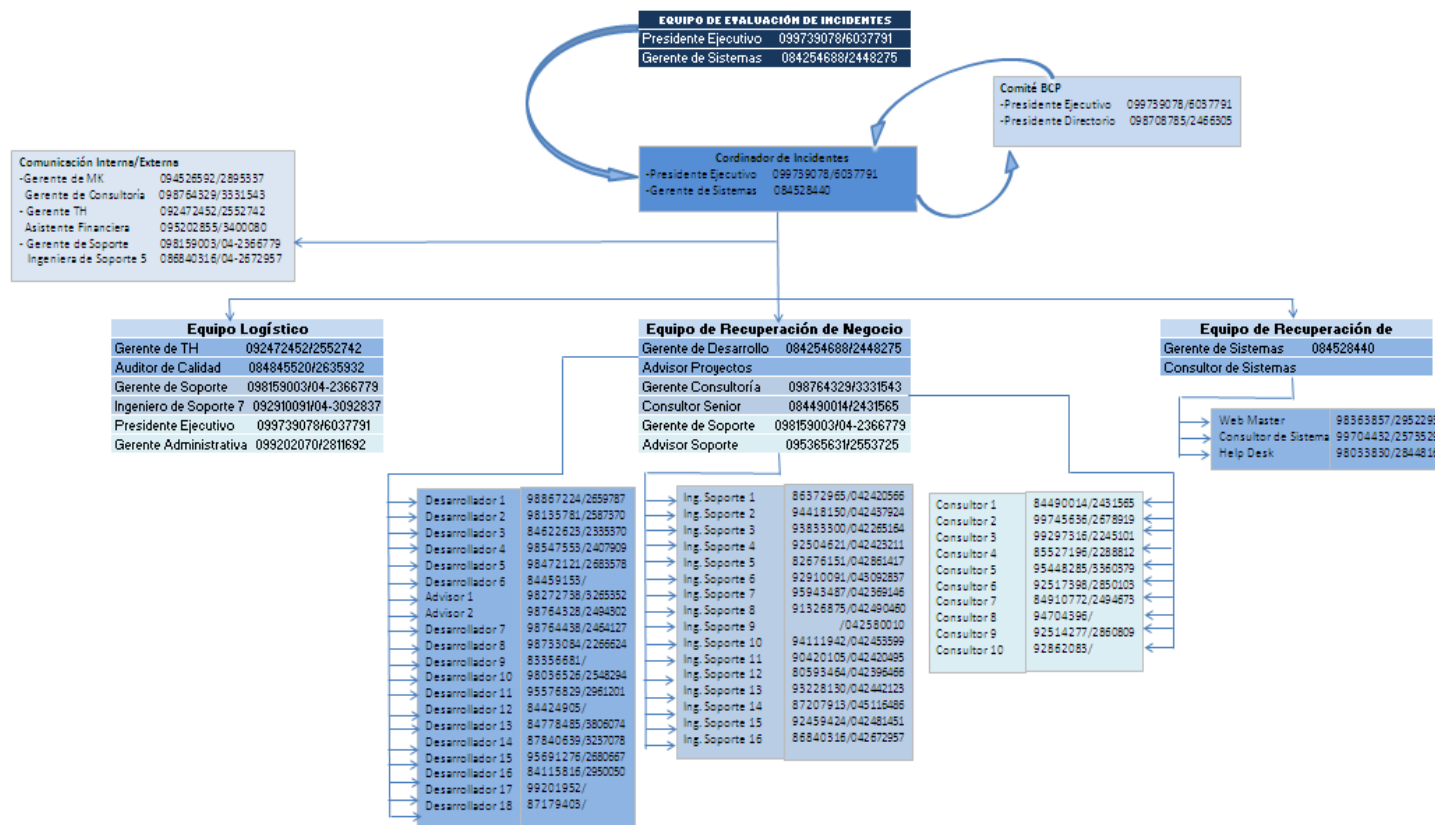 EQUIPO DE EVALUACIÓN DE INCIDENTES
Presidente Ejecutivo 099739078/6037791
Gerente de Sistemas 084254688/2448275
Comité BCP
-Presidente Ejecutivo 099739078/6037791
-Presidente Directorio 098708785/2466305
Cordinador de Incidentes
-Presidente Ejecutivo 099739078/6037791
-Gerente de Sistemas 084528440
Comunicación Interna/Externa
-Gerente de MK 094526592/2895337
Gerente de Consultoría 098764329/3331543
- Gerente TH 092472452/2552742
Asistente Financiera 095202855/3400080
- Gerente de Soporte 098159003/04-2366779
Ingeniera de Soporte 5 086840316/04-2672957
Equipo Logístico
Gerente de TH 092472452/2552742
Auditor de Calidad 084845520/2635932
Gerente de Soporte 098159003/04-2366779
Ingeniero de Soporte 7 092910091/04-3092837
Presidente Ejecutivo 099739078/6037791
Gerente Administrativa 099202070/2811692
Equipo de Recuperación de Negocio
Gerente de Desarrollo 084254688/2448275
Advisor Proyectos
Gerente Consultoría 098764329/3331543
Consultor Senior 084490014/2431565
Gerente de Soporte 098159003/04-2366779
Advisor Soporte 095365631/2553725
Equipo de Recuperación de
Gerente de Sistemas 084528440
Consultor de Sistemas
Web Master 98363857/2952295
Consultor de Sistema 99704432/2573529
Help Desk 98033830/2844816
Desarrollador 1 98867224/2659787
Desarrollador 2 98135781/2587370
Desarrollador 3 84622623/2335370
Desarrollador 4 98547553/2407909
Desarrollador 5 98472121/2683578
Desarrollador 6 84459153/
Advisor 1 98272738/3265352
Advisor 2 98764328/2494302
Desarrollador 7 98764438/2464127
Desarrollador 8 98733084/2266624
Desarrollador 9 83356681/
Desarrollador 10 98036526/2548294
Desarrollador 11 95576829/2961201
Desarrollador 12 84424905/
Desarrollador 13 84778485/3806074
Desarrollador 14 87840639/3237078
Desarrollador 15 95691276/2680667
Desarrollador 16 84115816/2950050
Desarrollador 17 99201952/
Desarrollador 18 87179403/
Ing. Soporte 1 86372965/042420566
Ing. Soporte 2 94418150/042437924
Ing. Soporte 3 93833300/042265164
Ing. Soporte 4 92504621/042423211
Ing. Soporte 5 82676151/042861417
Ing. Soporte 6 92910091/043092837
Ing. Soporte 7 95943487/042369146
Ing. Soporte 8 91326875/042490460
Ing. Soporte 9 /042580010
Ing. Soporte 10 94111942/042453599
Ing. Soporte 11 90420105/042420495
Ing. Soporte 12 80593464/042396466
Ing. Soporte 13 93228130/042442123
Ing. Soporte 14 87207913/045116486
Ing. Soporte 15 92459424/042481451
Ing. Soporte 16 86840316/042672957
Consultor 1 84490014/2431565
Consultor 2 99745636/2678919
Consultor 3 99297316/2245101
Consultor 4 85527196/2288812
Consultor 5 95448285/3360379
Consultor 6 92517398/2850103
Consultor 7 84910772/2494673
Consultor 8 94704396/
Consultor 9 92514277/2860809
Consultor 10 92862083/